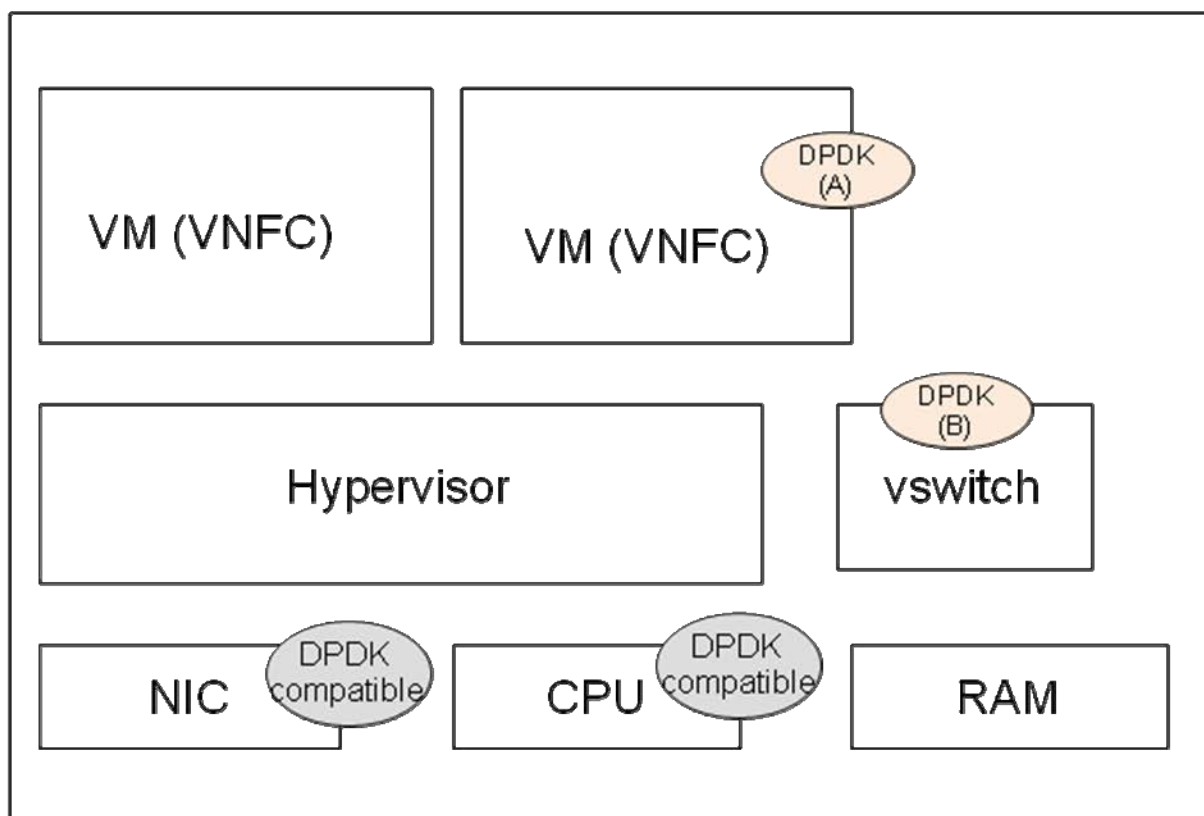 DPDK
(A)
VM (VNFC)
VM (VNFC)
DPDK
(B)
Hypervisor
vswitch
DPDK
compatible
NIC
DPDK
compatible
CPU
RAM